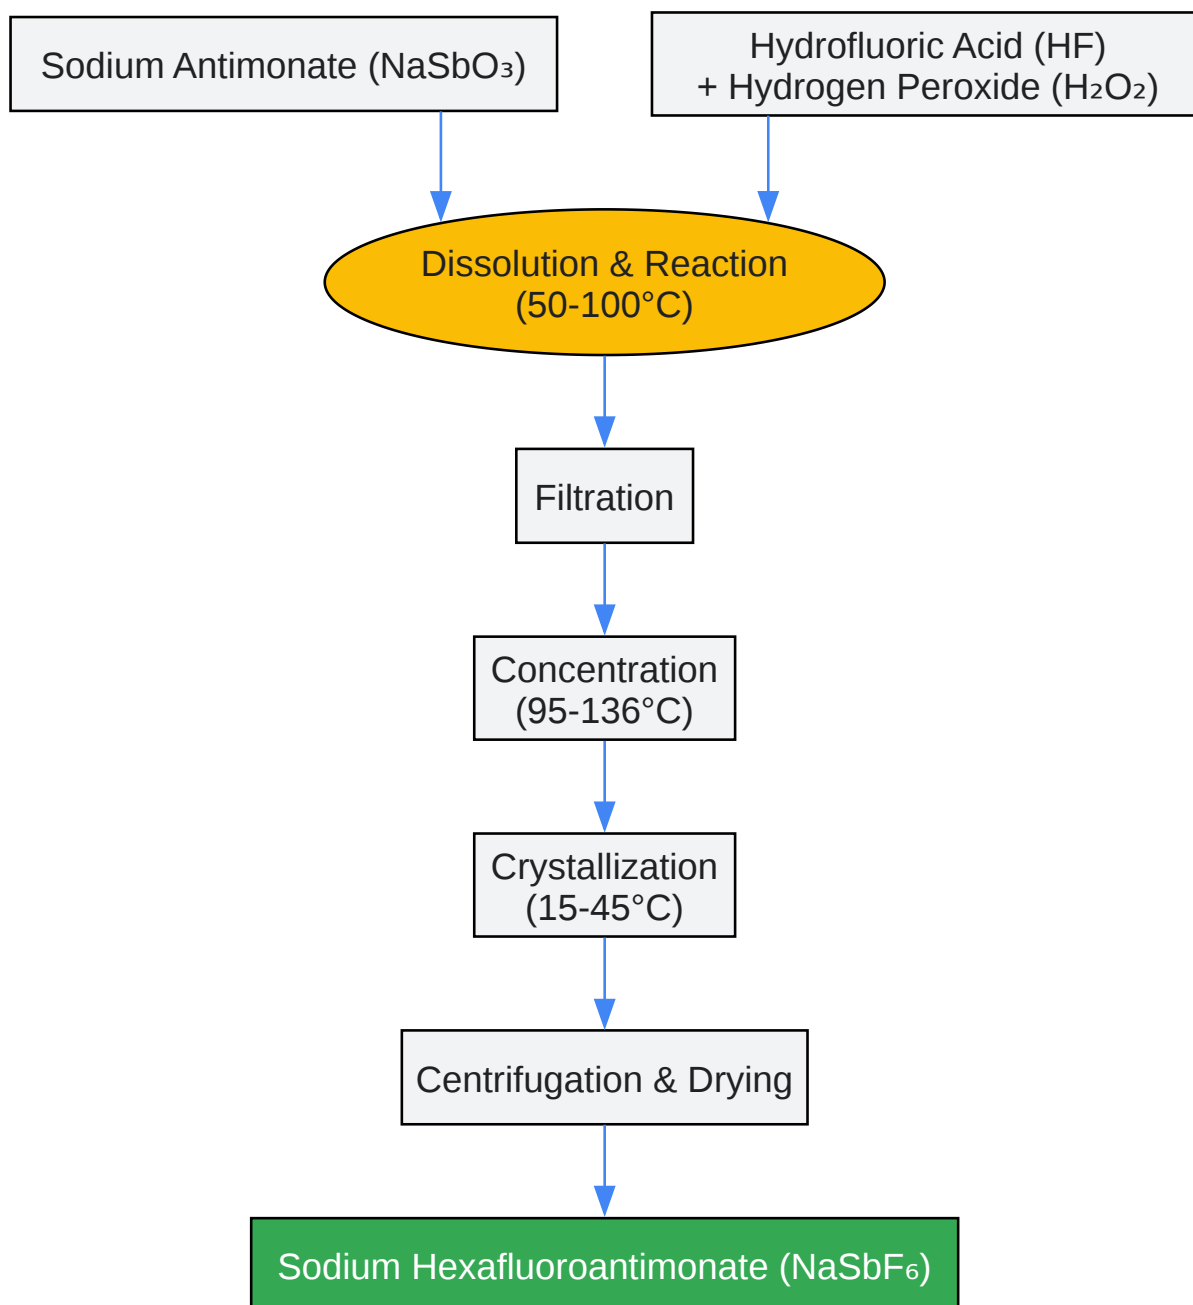 Sodium Antimonate (NaSbO₃)
Hydrofluoric Acid (HF)
+ Hydrogen Peroxide (H₂O₂)
Dissolution & Reaction
(50-100°C)
Filtration
Concentration
(95-136°C)
Crystallization
(15-45°C)
Centrifugation & Drying
Sodium Hexafluoroantimonate (NaSbF₆)